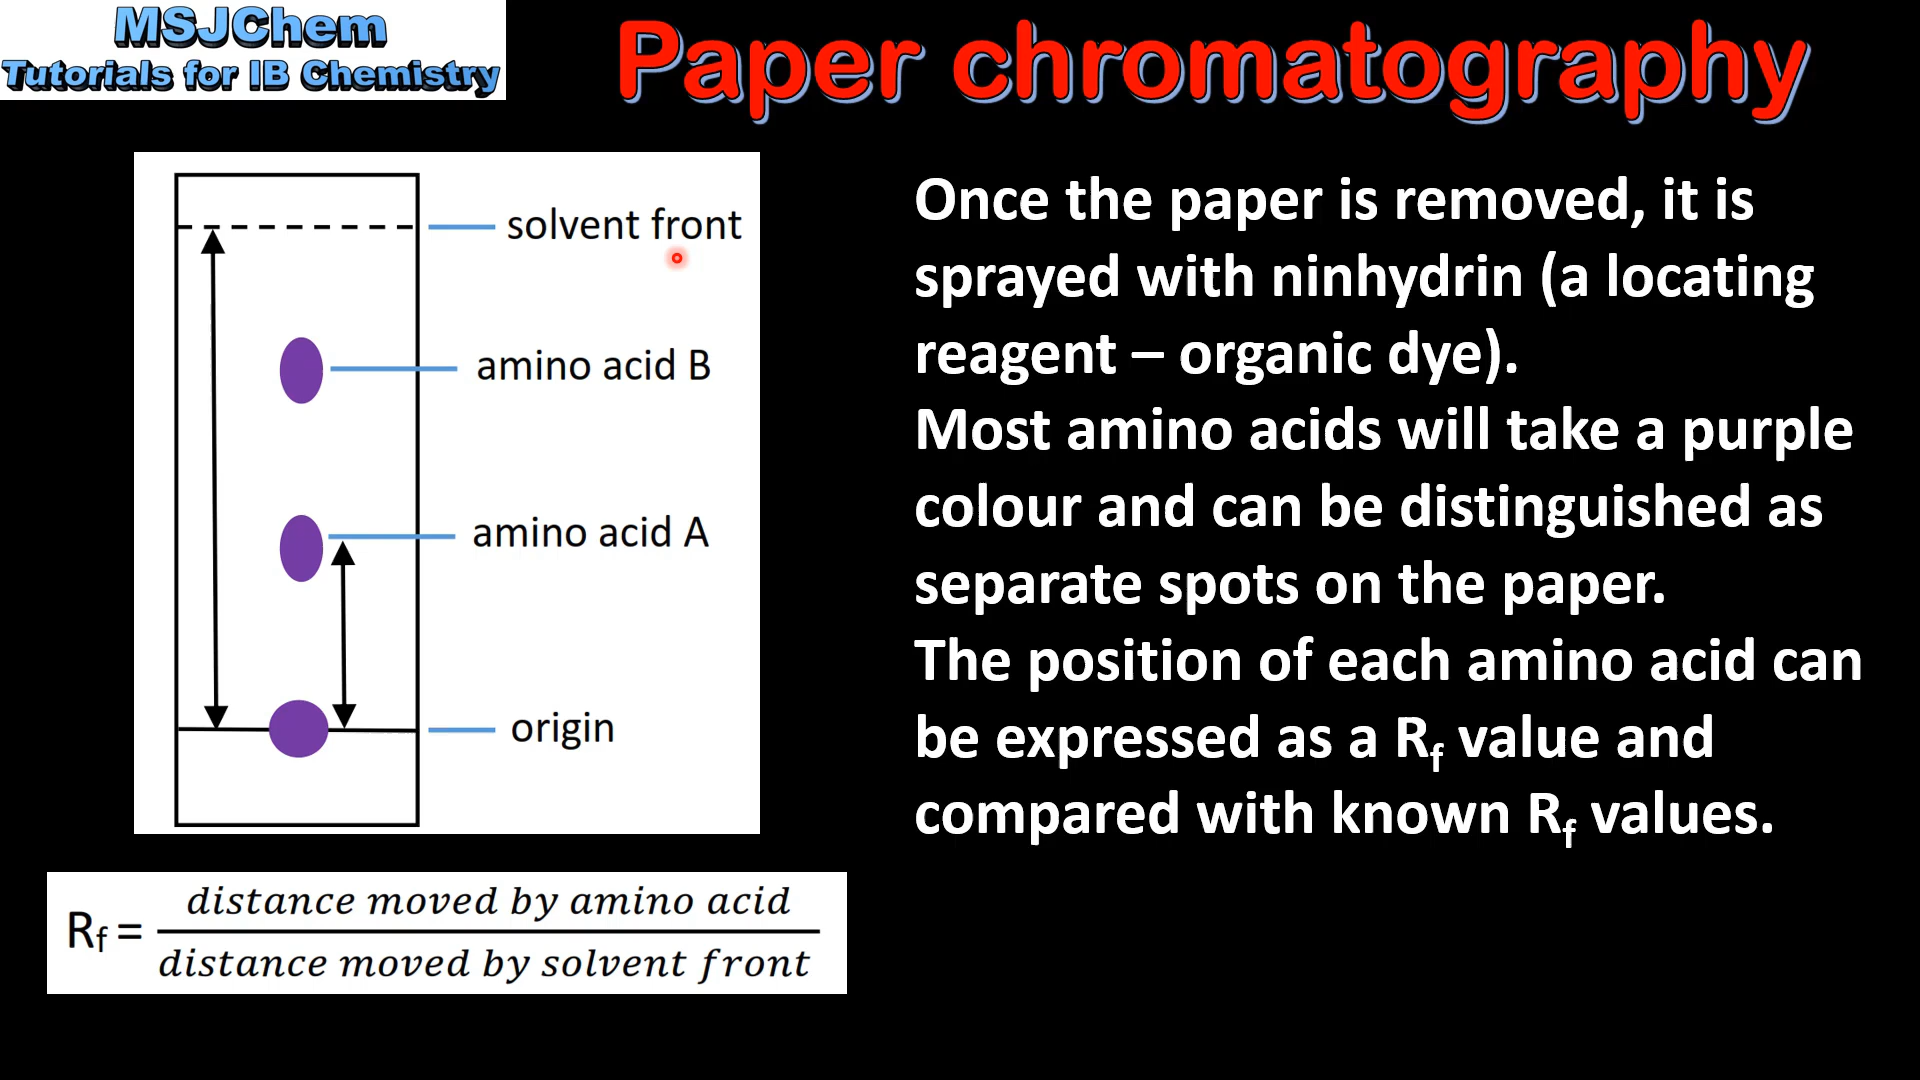 MSJChem
Tutorials for IB Chemistry
Paper chromatography
solvent front
amino acid B
amino acid A
origin
Rf = distance moved by amino acid
distance moved by solvent front
Once the paper is removed, it is
sprayed with ninhydrin (a locating
reagent – organic dye).
Most amino acids will take a purple
colour and can be distinguished as
separate spots on the paper.
The position of each amino acid can
be expressed as a Rf value and
compared with known Rf values.